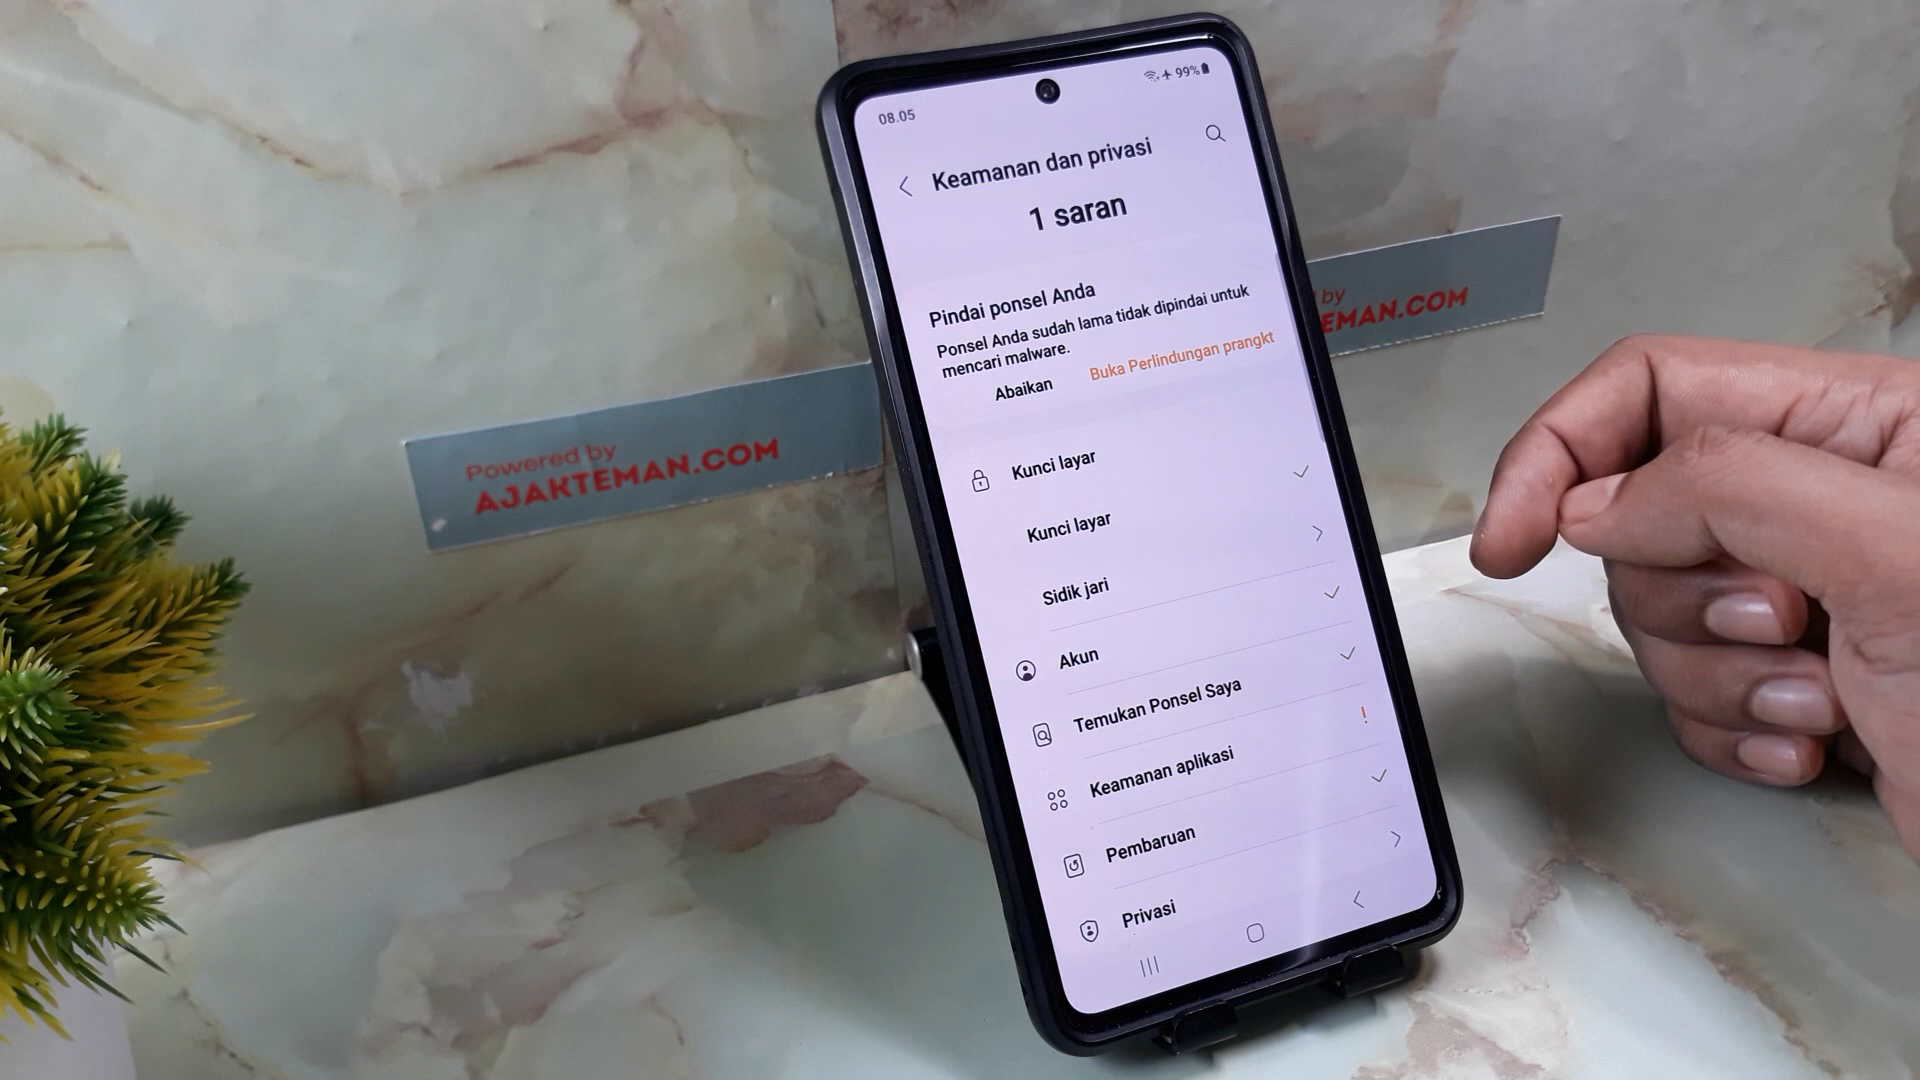 08.05
99%
Keamanan dan privasi
1 saran
Pindai ponsel Anda
Ponsel Anda sudah lama tidak dipindai untuk
mencari malware.
Abaikan
Buka Perlindungan prangkt
Kunci layar
Kunci layar
Sidik jari
Akun
Temukan Ponsel Saya
Keamanan aplikasi
!
Pembaruan
Privasi
Powered by
AJAKTEMAN.COM
by
EMAN.COM